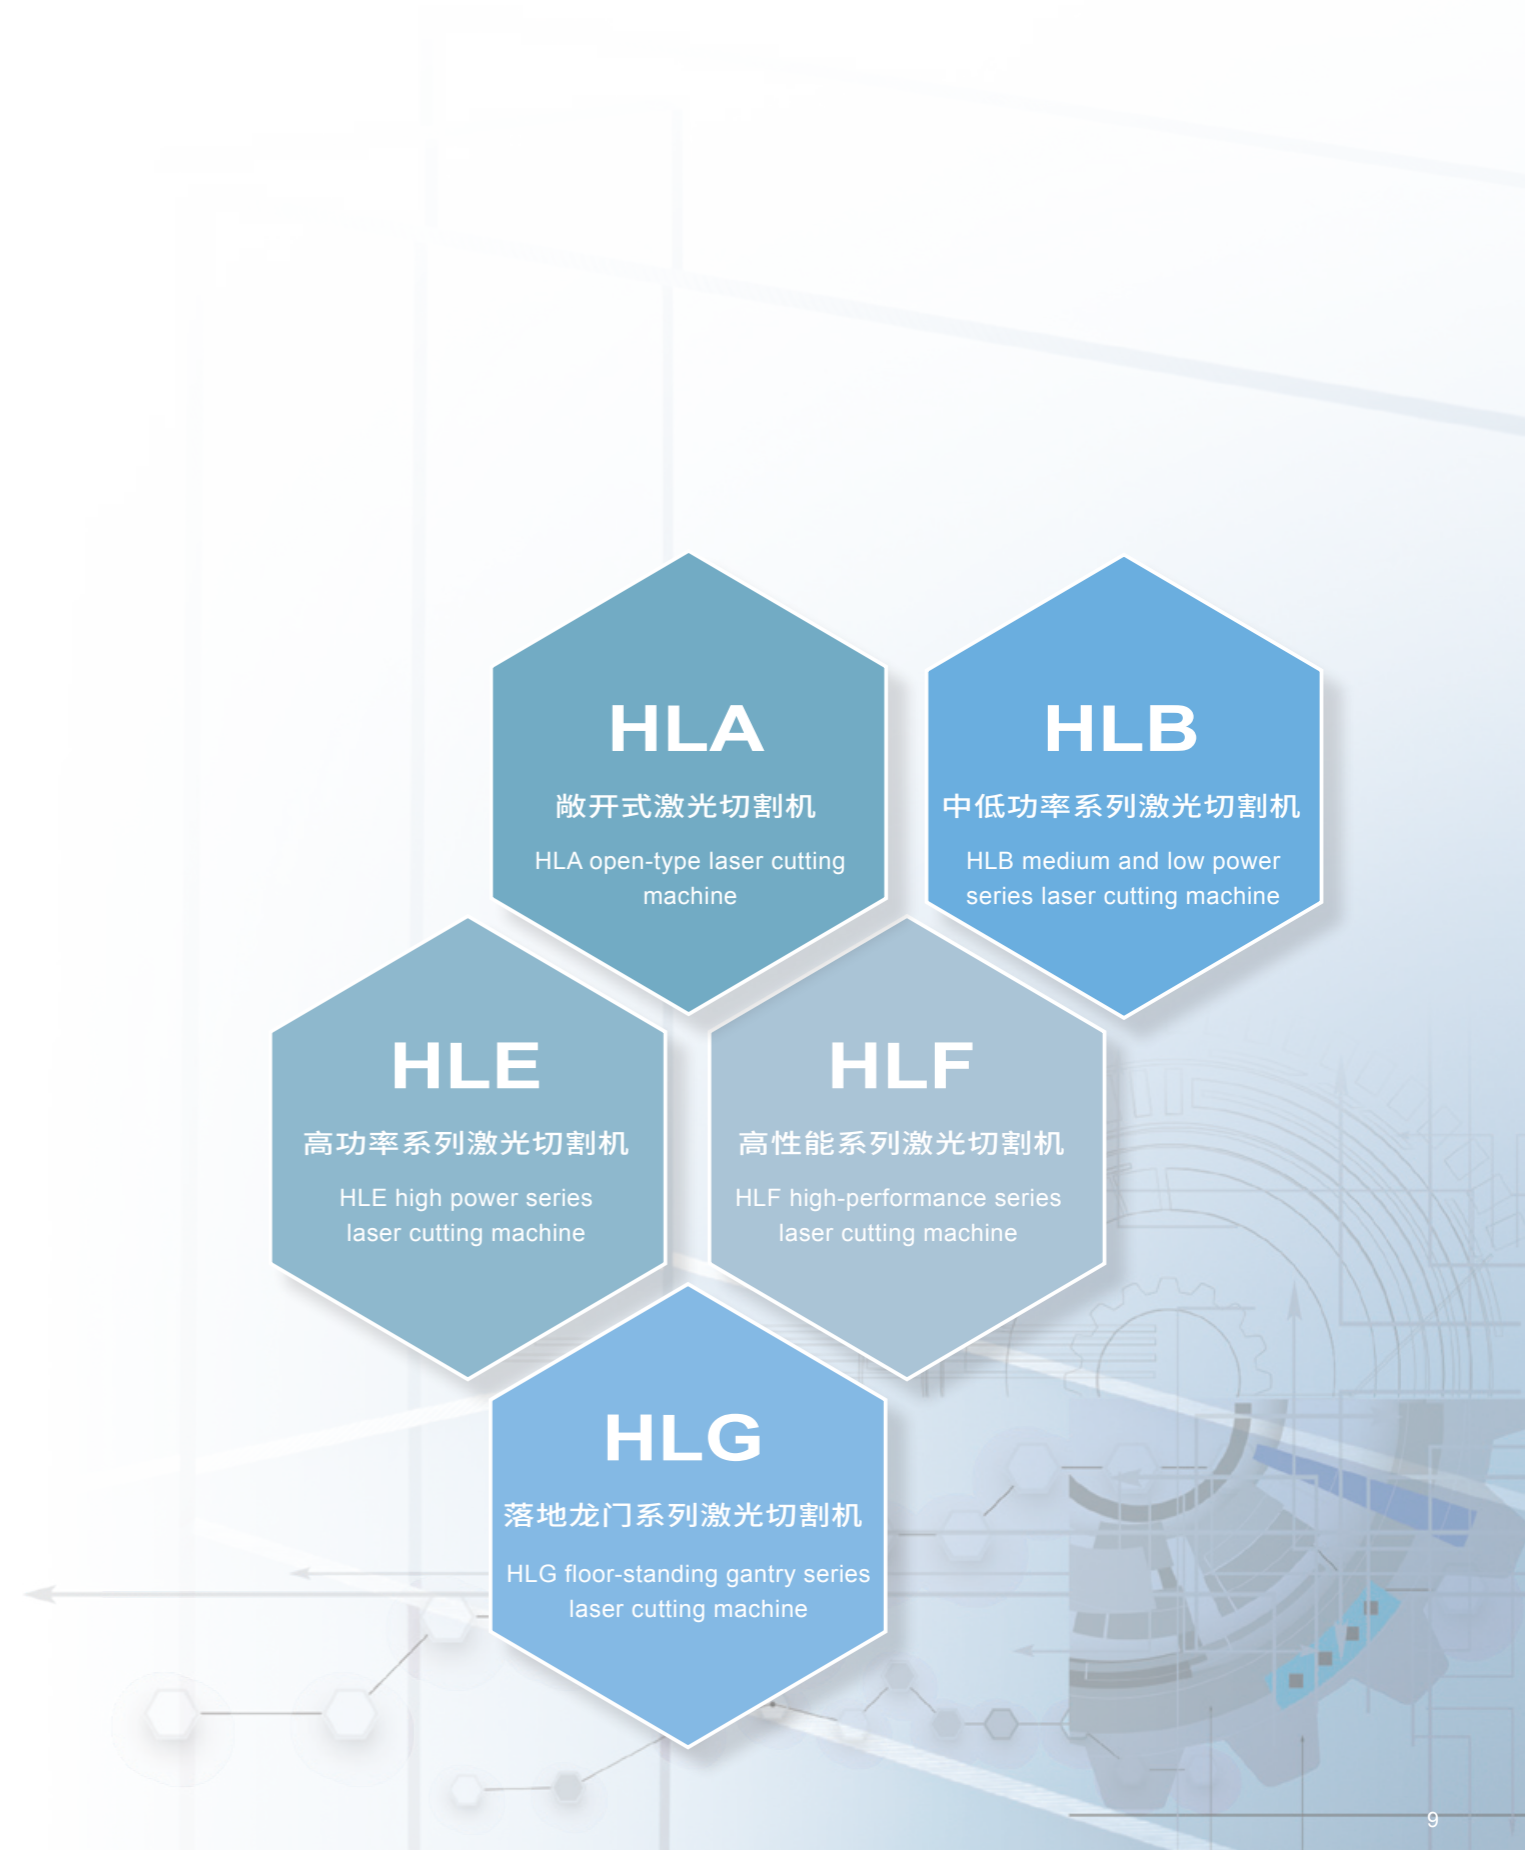 HLA
敞开式激光切割机
HLA open-type laser cutting
machine
HLB
中低功率系列激光切割机
HLB medium and low power
series laser cutting machine
HLE
高功率系列激光切割机
HLE high power series
laser cutting machine
HLF
高性能系列激光切割机
HLF high-performance series
laser cutting machine
HLG
落地龙门系列激光切割机
HLG floor-standing gantry series
laser cutting machine
9